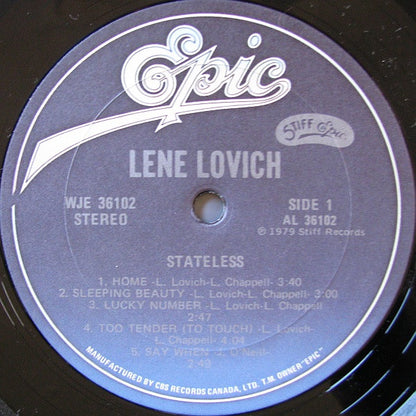 Epic
STIFF Epic
LENE LOVICH
WJE 36102
STEREO
SIDE 1
AL 36102
℗ 1979 Stiff Records
STATELESS
1. HOME -L. Lovich-L. Chappell- 3:40
2. SLEEPING BEAUTY -L. Lovich-L. Chappell- 3:00
3. LUCKY NUMBER -L. Lovich-L. Chappell-
2:47
4. TOO TENDER (TO TOUCH) -L. Lovich-
L. Chappell- 4:04
5. SAY WHEN -J. O'Neill-
2:49
MANUFACTURED BY CBS RECORDS CANADA, LTD. T.M. OWNER "EPIC"